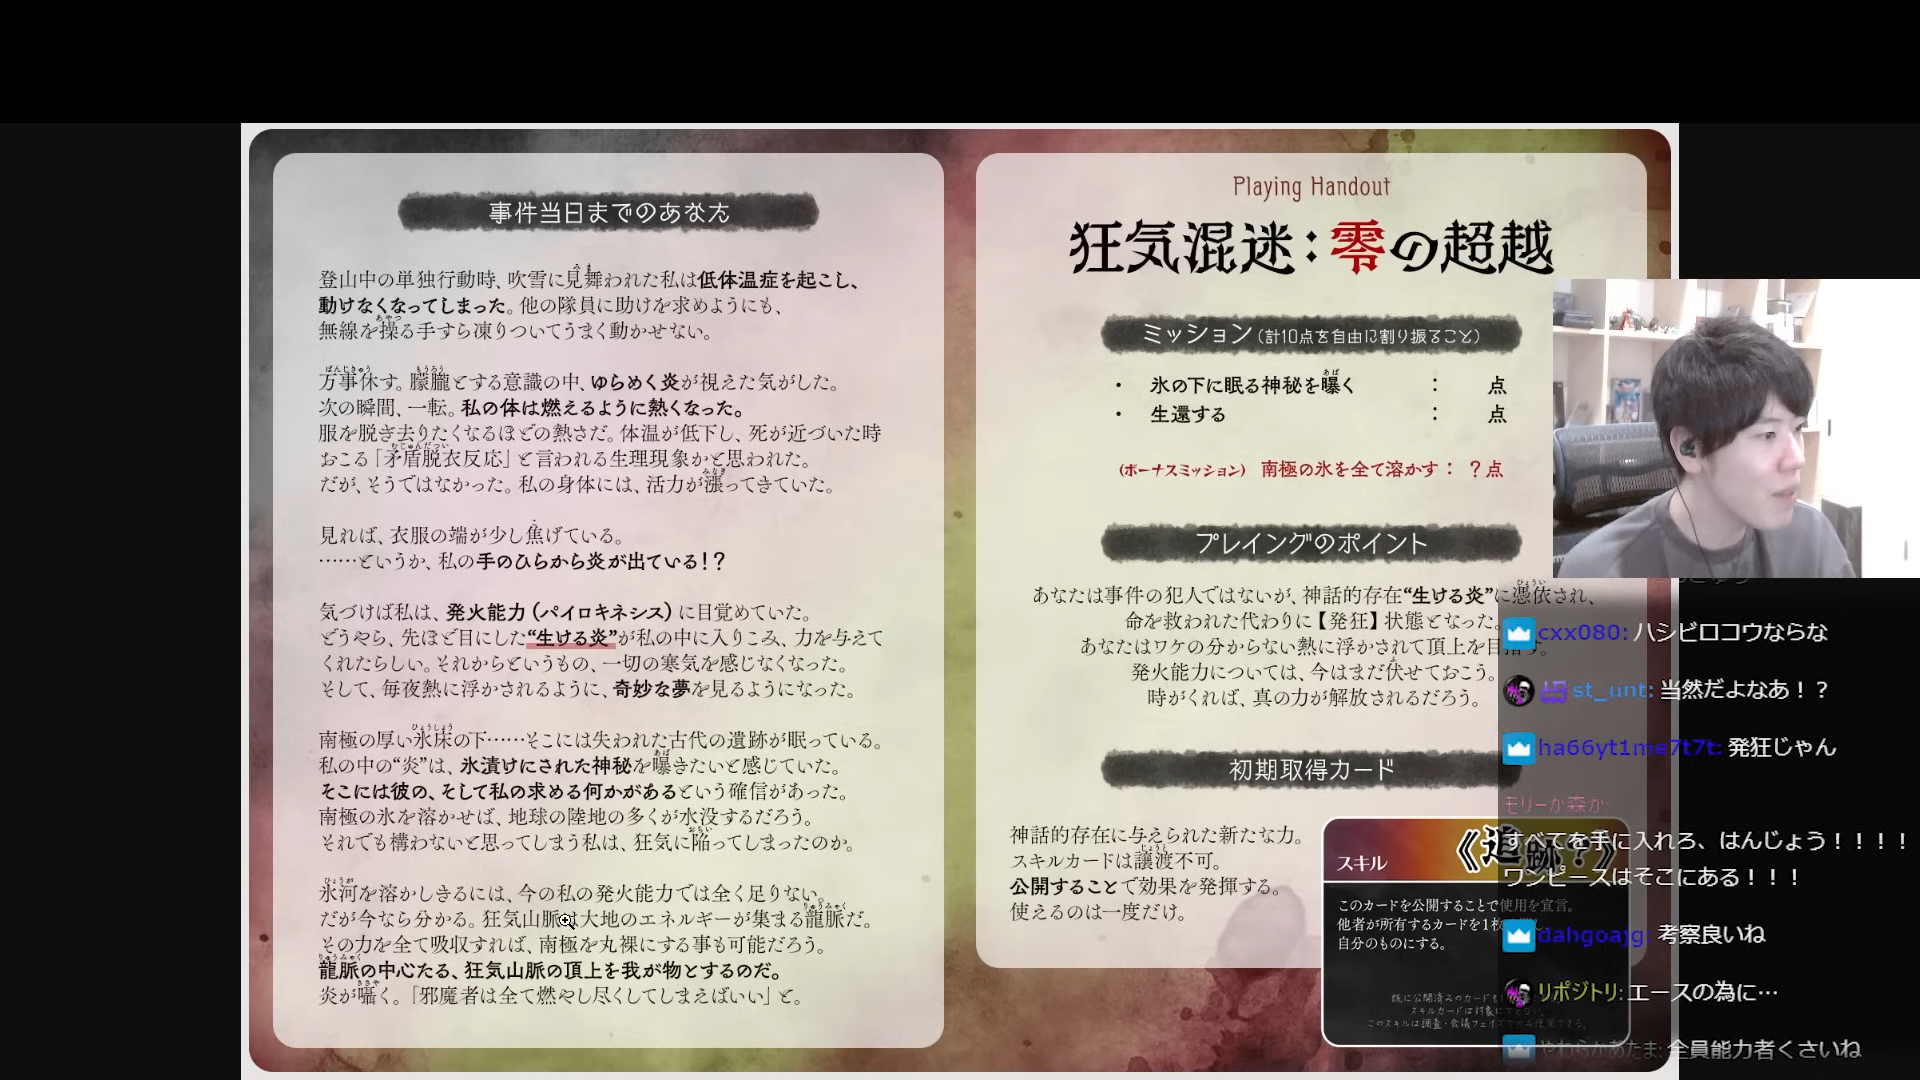 事件当日までのあなた
登山中の単独行動時、吹雪に見舞われた私は低体温症を起こし、
動けなくなってしまった。他の隊員に助けを求めようにも、
無線を操る手すら凍りついてうまく動かせない。
万事休す。朦朧とする意識の中、ゆらめく炎が視えた気がした。
次の瞬間、一転。私の体は燃えるように熱くなった。
服を脱ぎ去りたくなるほどの熱さだ。体温が低下し、死が近づいた時
おこる「矛盾脱衣反応」と言われる生理現象かと思われた。
だが、そうではなかった。私の身体には、活力が漲ってきていた。
見れば、衣服の端が少し焦げている。
……というか、私の手のひらから炎が出ている!?
気づけば私は、発火能力(パイロキネシス)に目覚めていた。
どうやら、先ほど目にした“生ける炎”が私の中に入りこみ、力を与えて
くれたらしい。それからというもの、一切の寒気を感じなくなった。
そして、毎夜熱に浮かされるように、奇妙な夢を見るようになった。
南極の厚い氷床の下……そこには失われた古代の遺跡が眠っている。
私の中の“炎”は、氷漬けにされた神秘を曝きたいと感じていた。
そこには彼の、そして私の求める何かがあるという確信があった。
南極の氷を溶かせば、地球の陸地の多くが水没するだろう。
それでも構わないと思ってしまう私は、狂気に陥ってしまったのか。
氷河を溶かしきるには、今の私の発火能力では全く足りない。
だが今なら分かる。狂気山脈は大地のエネルギーが集まる龍脈だ。
その力を全て吸収すれば、南極を丸裸にする事も可能だろう。
龍脈の中心たる、狂気山脈の頂上を我が物とするのだ。
炎が囁く。「邪魔者は全て燃やし尽くしてしまえばいい」と。
Playing Handout
狂気混迷:零の超越
ミッション(計10点を自由に割り振ること)
・ 氷の下に眠る神秘を曝く : 点
・ 生還する : 点
(ボーナスミッション) 南極の氷を全て溶かす: ?点
プレイングのポイント
あなたは事件の犯人ではないが、神話的存在“生ける炎”に憑依され、
命を救われた代わりに【発狂】状態となった。
あなたはワケの分からない熱に浮かされて頂上を目指す。
発火能力については、今はまだ伏せておこう。
時がくれば、真の力が解放されるだろう。
初期取得カード
神話的存在に与えられた新たな力。
スキルカードは譲渡不可。
公開することで効果を発揮する。
使えるのは一度だけ。
スキル
《追跡?》
このカードを公開することで使用を宣言。
他者が所有するカードを1枚
自分のものにする。
cxx080: ハシビロコウならな
st_unt: 当然だよなあ!?
ha66yt1me7t7t: 発狂じゃん
モリーか森か:
すべてを手に入れろ、はんじょう!!!!
ワンピースはそこにある!!!
dahgoajg: 考察良いね
リポジトリ: エースの為に…
やわらかあたま: 全員能力者くさいね